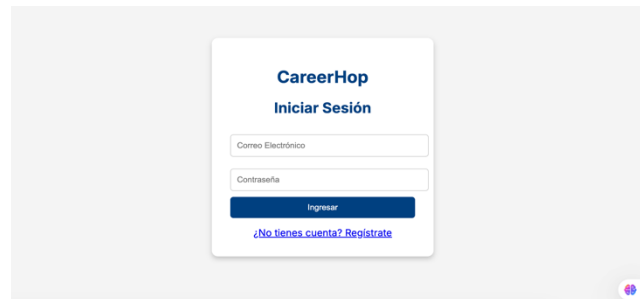 CareerHop
Iniciar Sesión
Correo Electrónico
Contraseña
Ingresar
¿No tienes cuenta? Regístrate